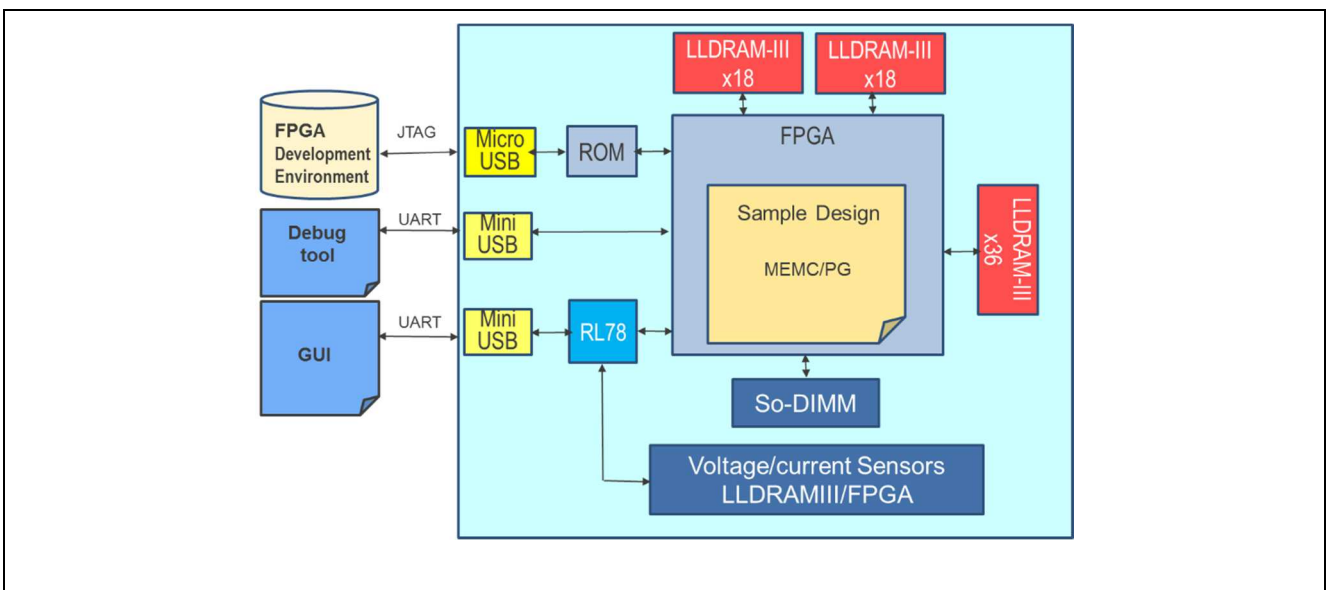 LLDRAM-III
x18
LLDRAM-III
x18
FPGA
Development
Environment
JTAG
Micro
USB
ROM
FPGA
Debug
tool
UART
Mini
USB
Sample Design
MEMC/PG
LLDRAM-III
x36
GUI
UART
Mini
USB
RL78
So-DIMM
Voltage/current Sensors
LLDRAMIII/FPGA